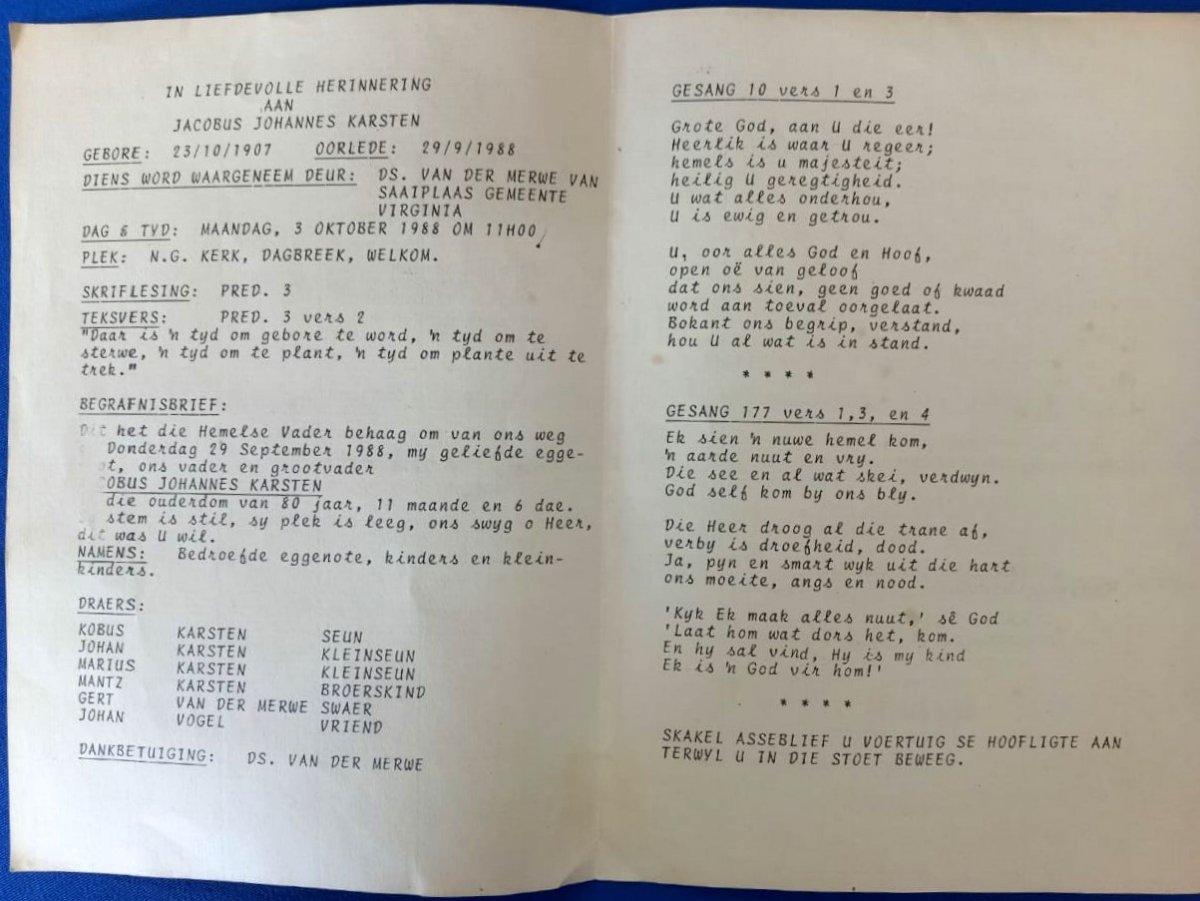 IN LIEFDEVOLLE HERINNERING
AAN
JACOBUS JOHANNES KARSTEN
GEBORE: 23/10/1907 OORLEDE: 29/9/1988
DIENS WORD WAARGENEEM DEUR: DS. VAN DER MERWE VAN
SAAIPLAAS GEMEENTE
VIRGINIA
DAG & TYD: MAANDAG, 3 OKTOBER 1988 OM 11H00
PLEK: N.G. KERK, DAGBREEK, WELKOM.
SKRIFLESING: PRED. 3
TEKSVERS: PRED. 3 vers 2
"Daar is 'n tyd om gebore te word, 'n tyd om te
sterwe, 'n tyd om te plant, 'n tyd om plante uit te
trek."
BEGRAFNISBRIEF:
Dit het die Hemelse Vader behaag om van ons weg
Donderdag 29 September 1988, my geliefde egge-
ot, ons vader en grootvader
OBUS JOHANNES KARSTEN
die ouderdom van 80 jaar, 11 maande en 6 dae.
stem is stil, sy plek is leeg, ons swyg o Heer,
dit was U wil.
NAMENS: Bedroefde eggenote, kinders en klein-
kinders.
DRAERS:
KOBUS KARSTEN SEUN
JOHAN KARSTEN KLEINSEUN
MARIUS KARSTEN KLEINSEUN
MANTZ KARSTEN BROERSKIND
GERT VAN DER MERWE SWAER
JOHAN VOGEL VRIEND
DANKBETUIGING: DS. VAN DER MERWE
GESANG 10 vers 1 en 3
Grote God, aan U die eer!
Heerlik is waar U regeer;
hemels is u majesteit;
heilig U geregtigheid.
U wat alles onderhou,
U is ewig en getrou.
U, oor alles God en Hoof,
open oë van geloof
dat ons sien, geen goed of kwaad
word aan toeval oorgelaat.
Bokant ons begrip, verstand,
hou U al wat is in stand.
* * * *
GESANG 177 vers 1,3, en 4
Ek sien 'n nuwe hemel kom,
'n aarde nuut en vry.
Die see en al wat skei, verdwyn.
God self kom by ons bly.
Die Heer droog al die trane af,
verby is droefheid, dood.
Ja, pyn en smart wyk uit die hart
ons moeite, angs en nood.
'Kyk Ek maak alles nuut,' sê God
'Laat hom wat dors het, kom.
En hy sal vind, Hy is my kind
Ek is 'n God vir hom!'
* * * *
SKAKEL ASSEBLIEF U VOERTUIG SE HOOFLIGTE AAN
TERWYL U IN DIE STOET BEWEEG.